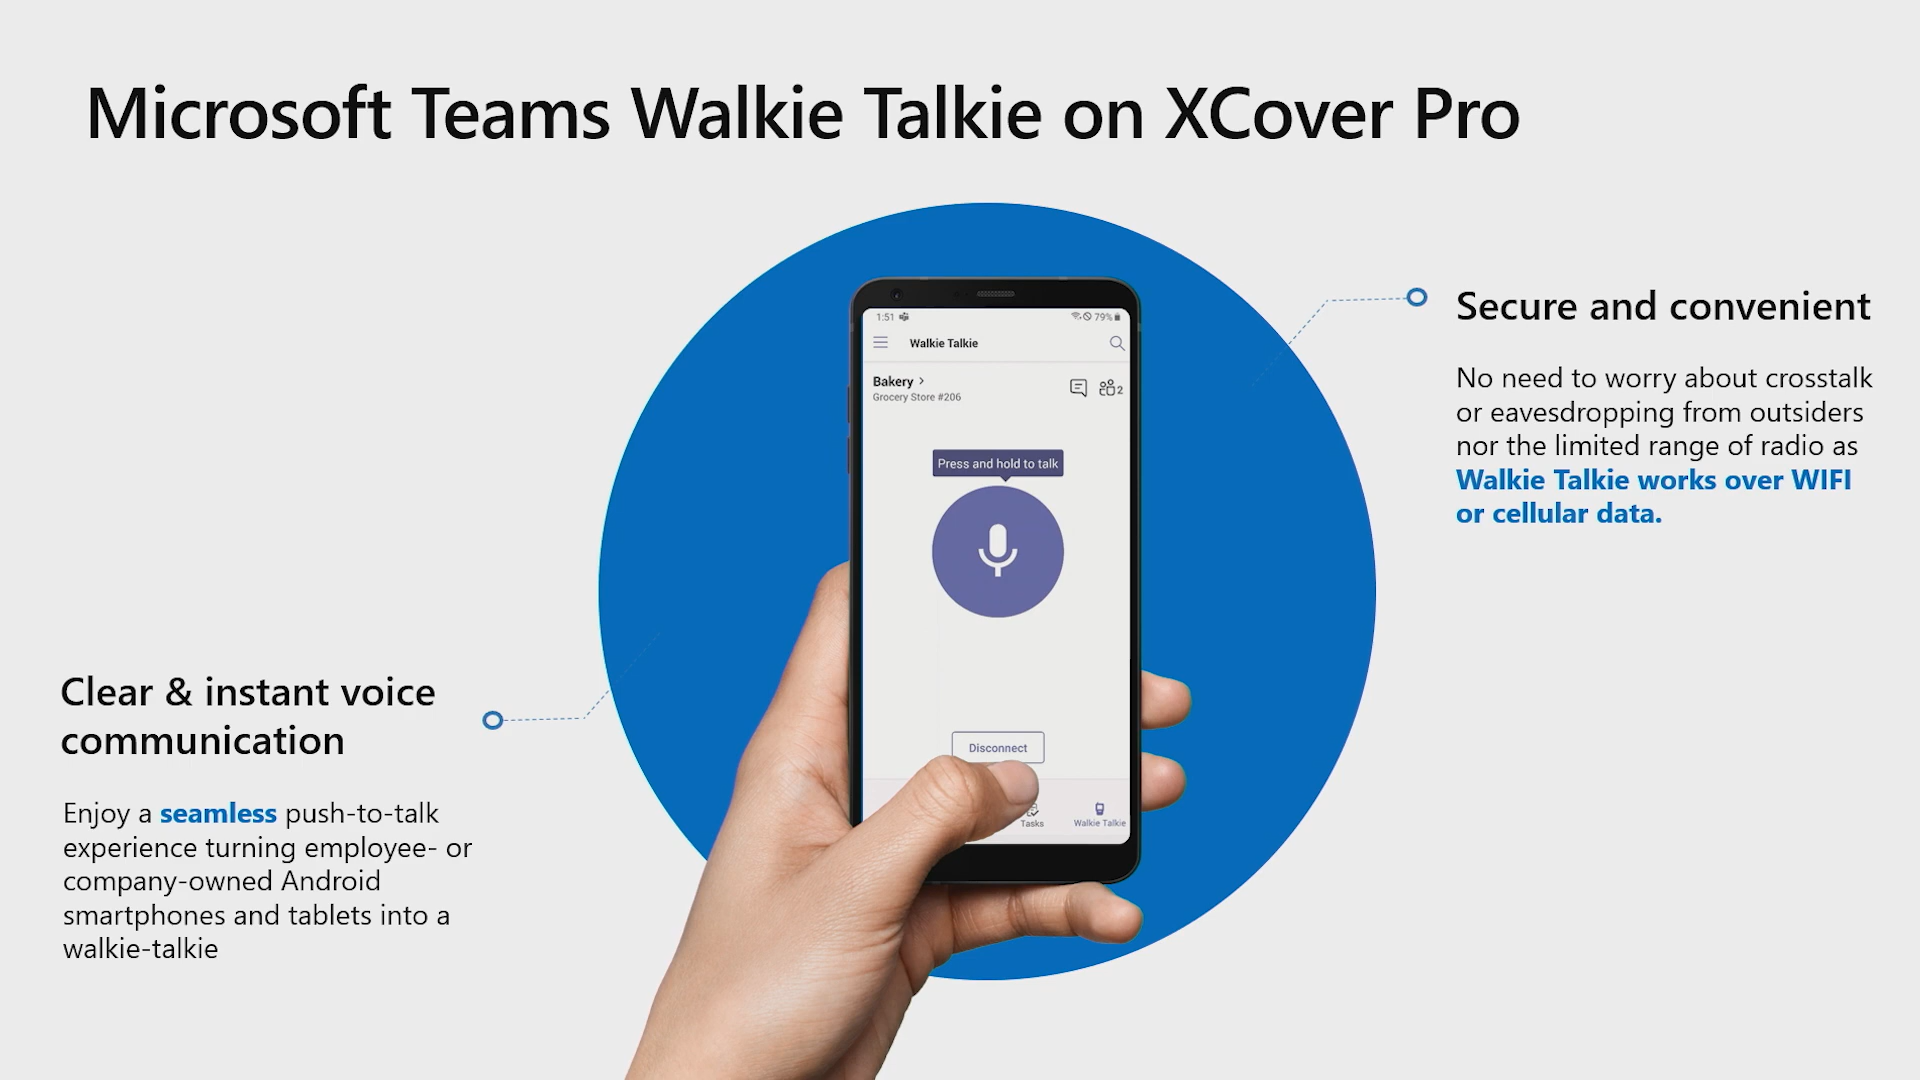 Microsoft Teams Walkie Talkie on XCover Pro
1:51
79%
Walkie Talkie
Bakery >
Grocery Store #206
2
Press and hold to talk
Disconnect
Tasks
Walkie Talkie
Secure and convenient
No need to worry about crosstalk
or eavesdropping from outsiders
nor the limited range of radio as
Walkie Talkie works over WIFI
or cellular data.
Clear & instant voice
communication
Enjoy a seamless push-to-talk
experience turning employee- or
company-owned Android
smartphones and tablets into a
walkie-talkie